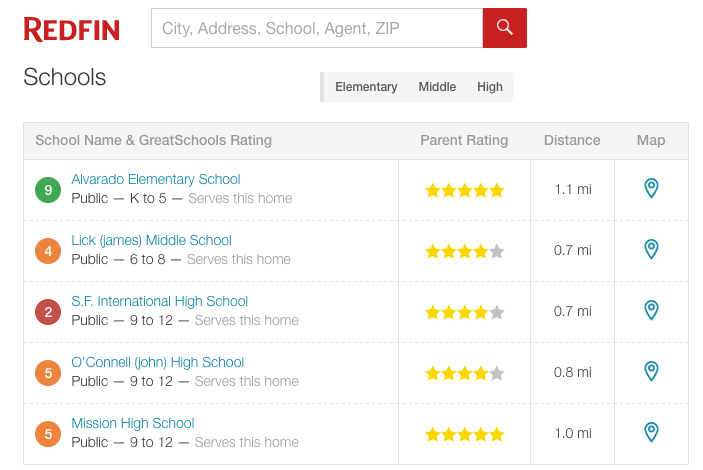 REDFIN
City, Address, School, Agent, ZIP
Schools
Elementary Middle High
School Name & GreatSchools Rating Parent Rating Distance Map
9 Alvarado Elementary School
Public — K to 5 — Serves this home
1.1 mi
4 Lick (james) Middle School
Public — 6 to 8 — Serves this home
0.7 mi
2 S.F. International High School
Public — 9 to 12 — Serves this home
0.7 mi
5 O'Connell (john) High School
Public — 9 to 12 — Serves this home
0.8 mi
5 Mission High School
Public — 9 to 12 — Serves this home
1.0 mi